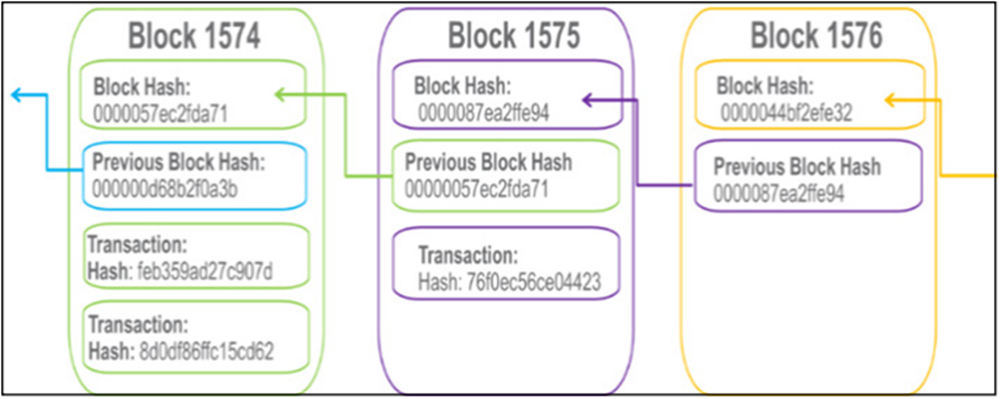 Block 1574
Block Hash:
0000057ec2fda71
Previous Block Hash:
000000d68b2f0a3b
Transaction:
Hash: feb359ad27c907d
Transaction:
Hash: 8d0df86ffc15cd62
Block 1575
Block Hash:
0000087ea2ffe94
Previous Block Hash
00000057ec2fda71
Transaction:
Hash: 76f0ec56ce04423
Block 1576
Block Hash:
0000044bf2efe32
Previous Block Hash
0000087ea2ffe94